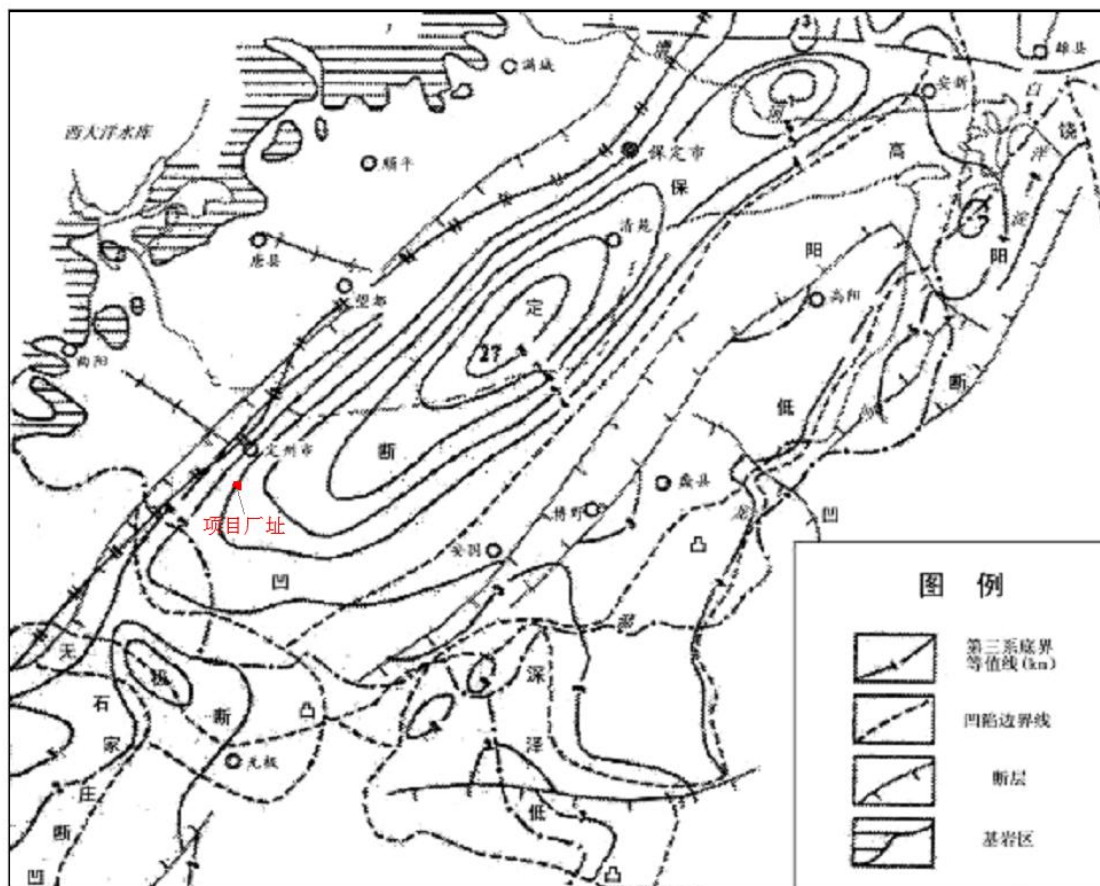 满城
雄县
安新
白
洋
淀
西大洋水库
顺平
保定市
饶
阳
断
凹
高
阳
低
凸
保
定
断
凹
清苑
唐县
望都
高阳
27
曲阳
定州市
项目厂址
蠡县
博野
安国
龙
无
极
断
凸
石
家
庄
断
凹
无极
深
泽
低
凸
图 例
第三系底界
等值线(km)
凹陷边界线
断层
基岩区